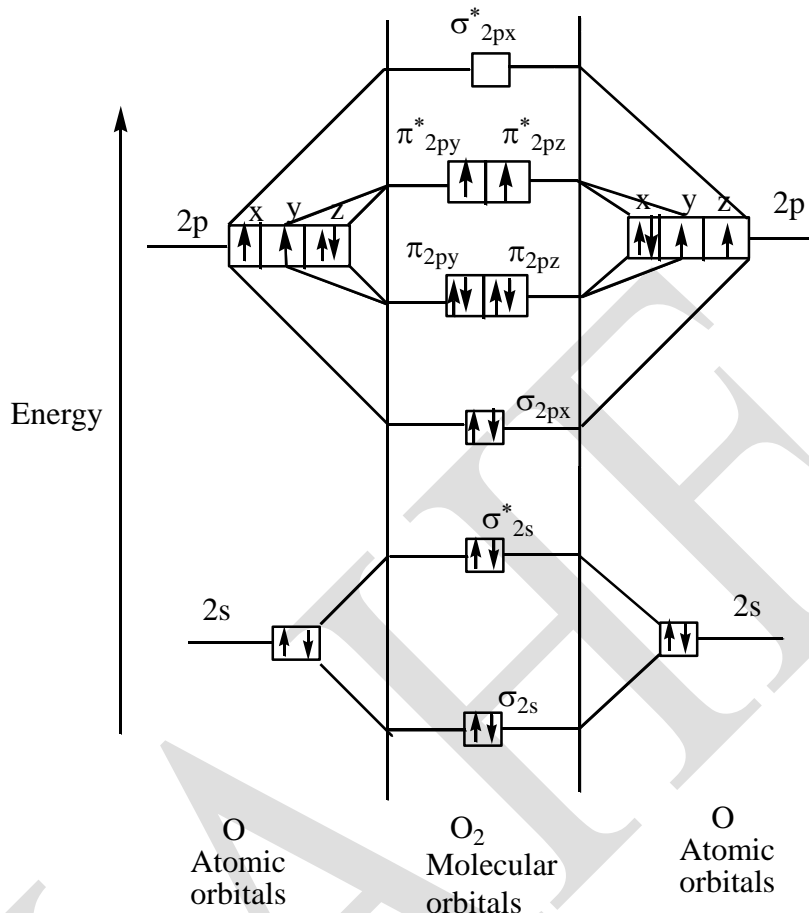 σ*2px
π*2py π*2pz
2p x y z x y z 2p
π2py π2pz
Energy
σ2px
σ*2s
2s 2s
σ2s
O O2 O
Atomic Molecular Atomic
orbitals orbitals orbitals